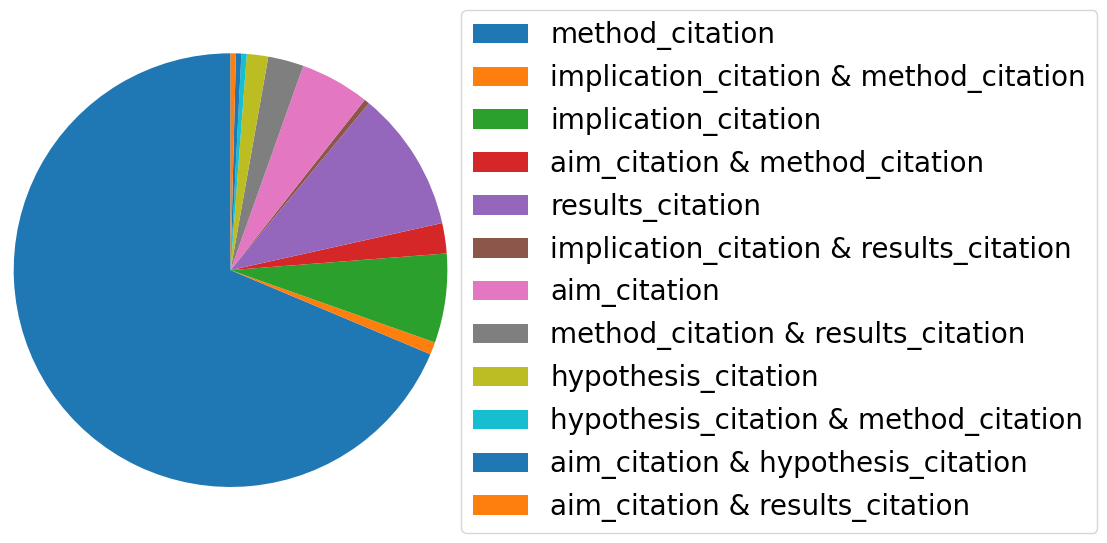 method_citation
implication_citation & method_citation
implication_citation
aim_citation & method_citation
results_citation
implication_citation & results_citation
aim_citation
method_citation & results_citation
hypothesis_citation
hypothesis_citation & method_citation
aim_citation & hypothesis_citation
aim_citation & results_citation